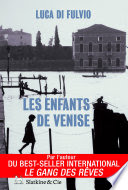 LUCA DI FULVIO
LES ENFANTS
DE VENISE
Par l'auteur
DU BEST-SELLER INTERNATIONAL
LE GANG DES RÊVES
Slatkine & Cie